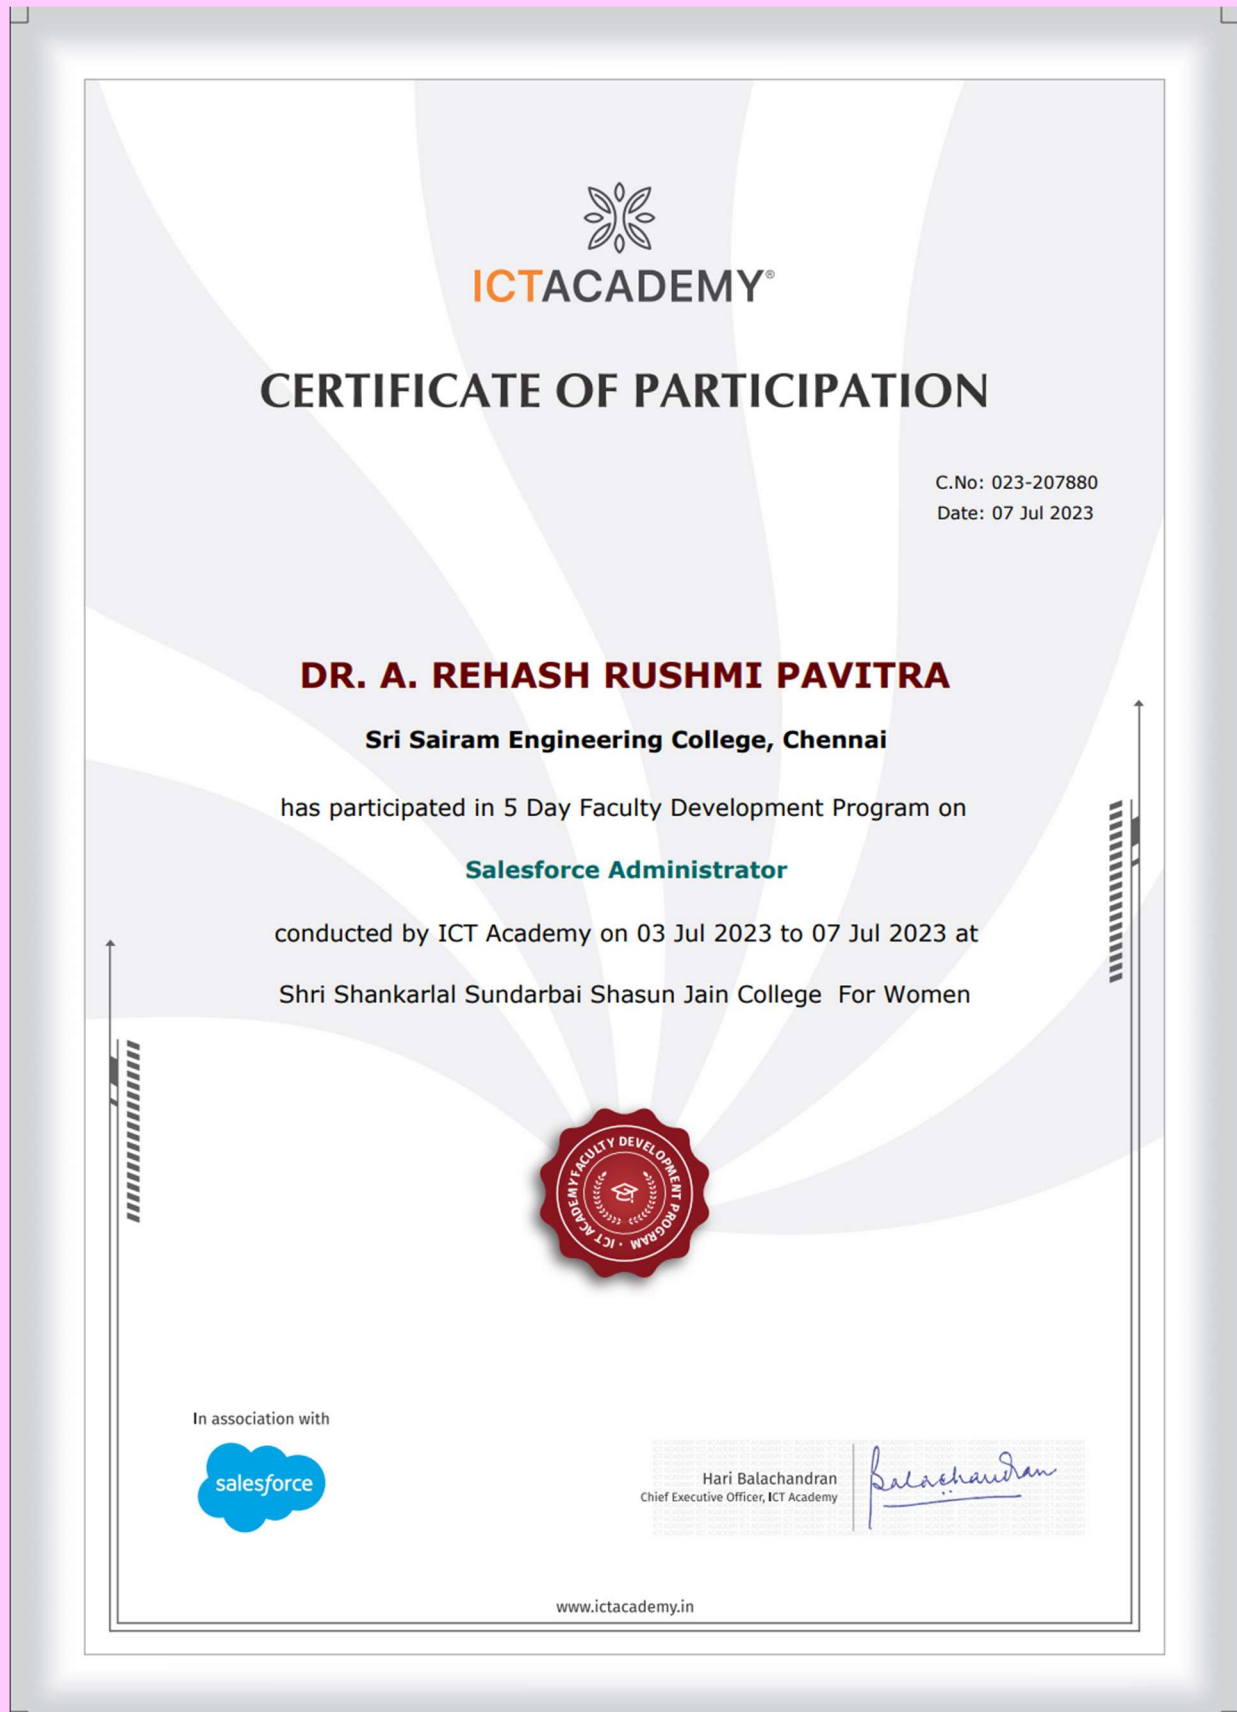 ICTACADEMY®
CERTIFICATE OF PARTICIPATION
C.No: 023-207880
Date: 07 Jul 2023
DR. A. REHASH RUSHMI PAVITRA
Sri Sairam Engineering College, Chennai
has participated in 5 Day Faculty Development Program on
Salesforce Administrator
conducted by ICT Academy on 03 Jul 2023 to 07 Jul 2023 at
Shri Shankarlal Sundarbai Shasun Jain College For Women
FACULTY DEVELOPMENT PROGRAM · ICT ACADEMY
In association with
salesforce
Hari Balachandran
Chief Executive Officer, ICT Academy
Balachandran
www.ictacademy.in